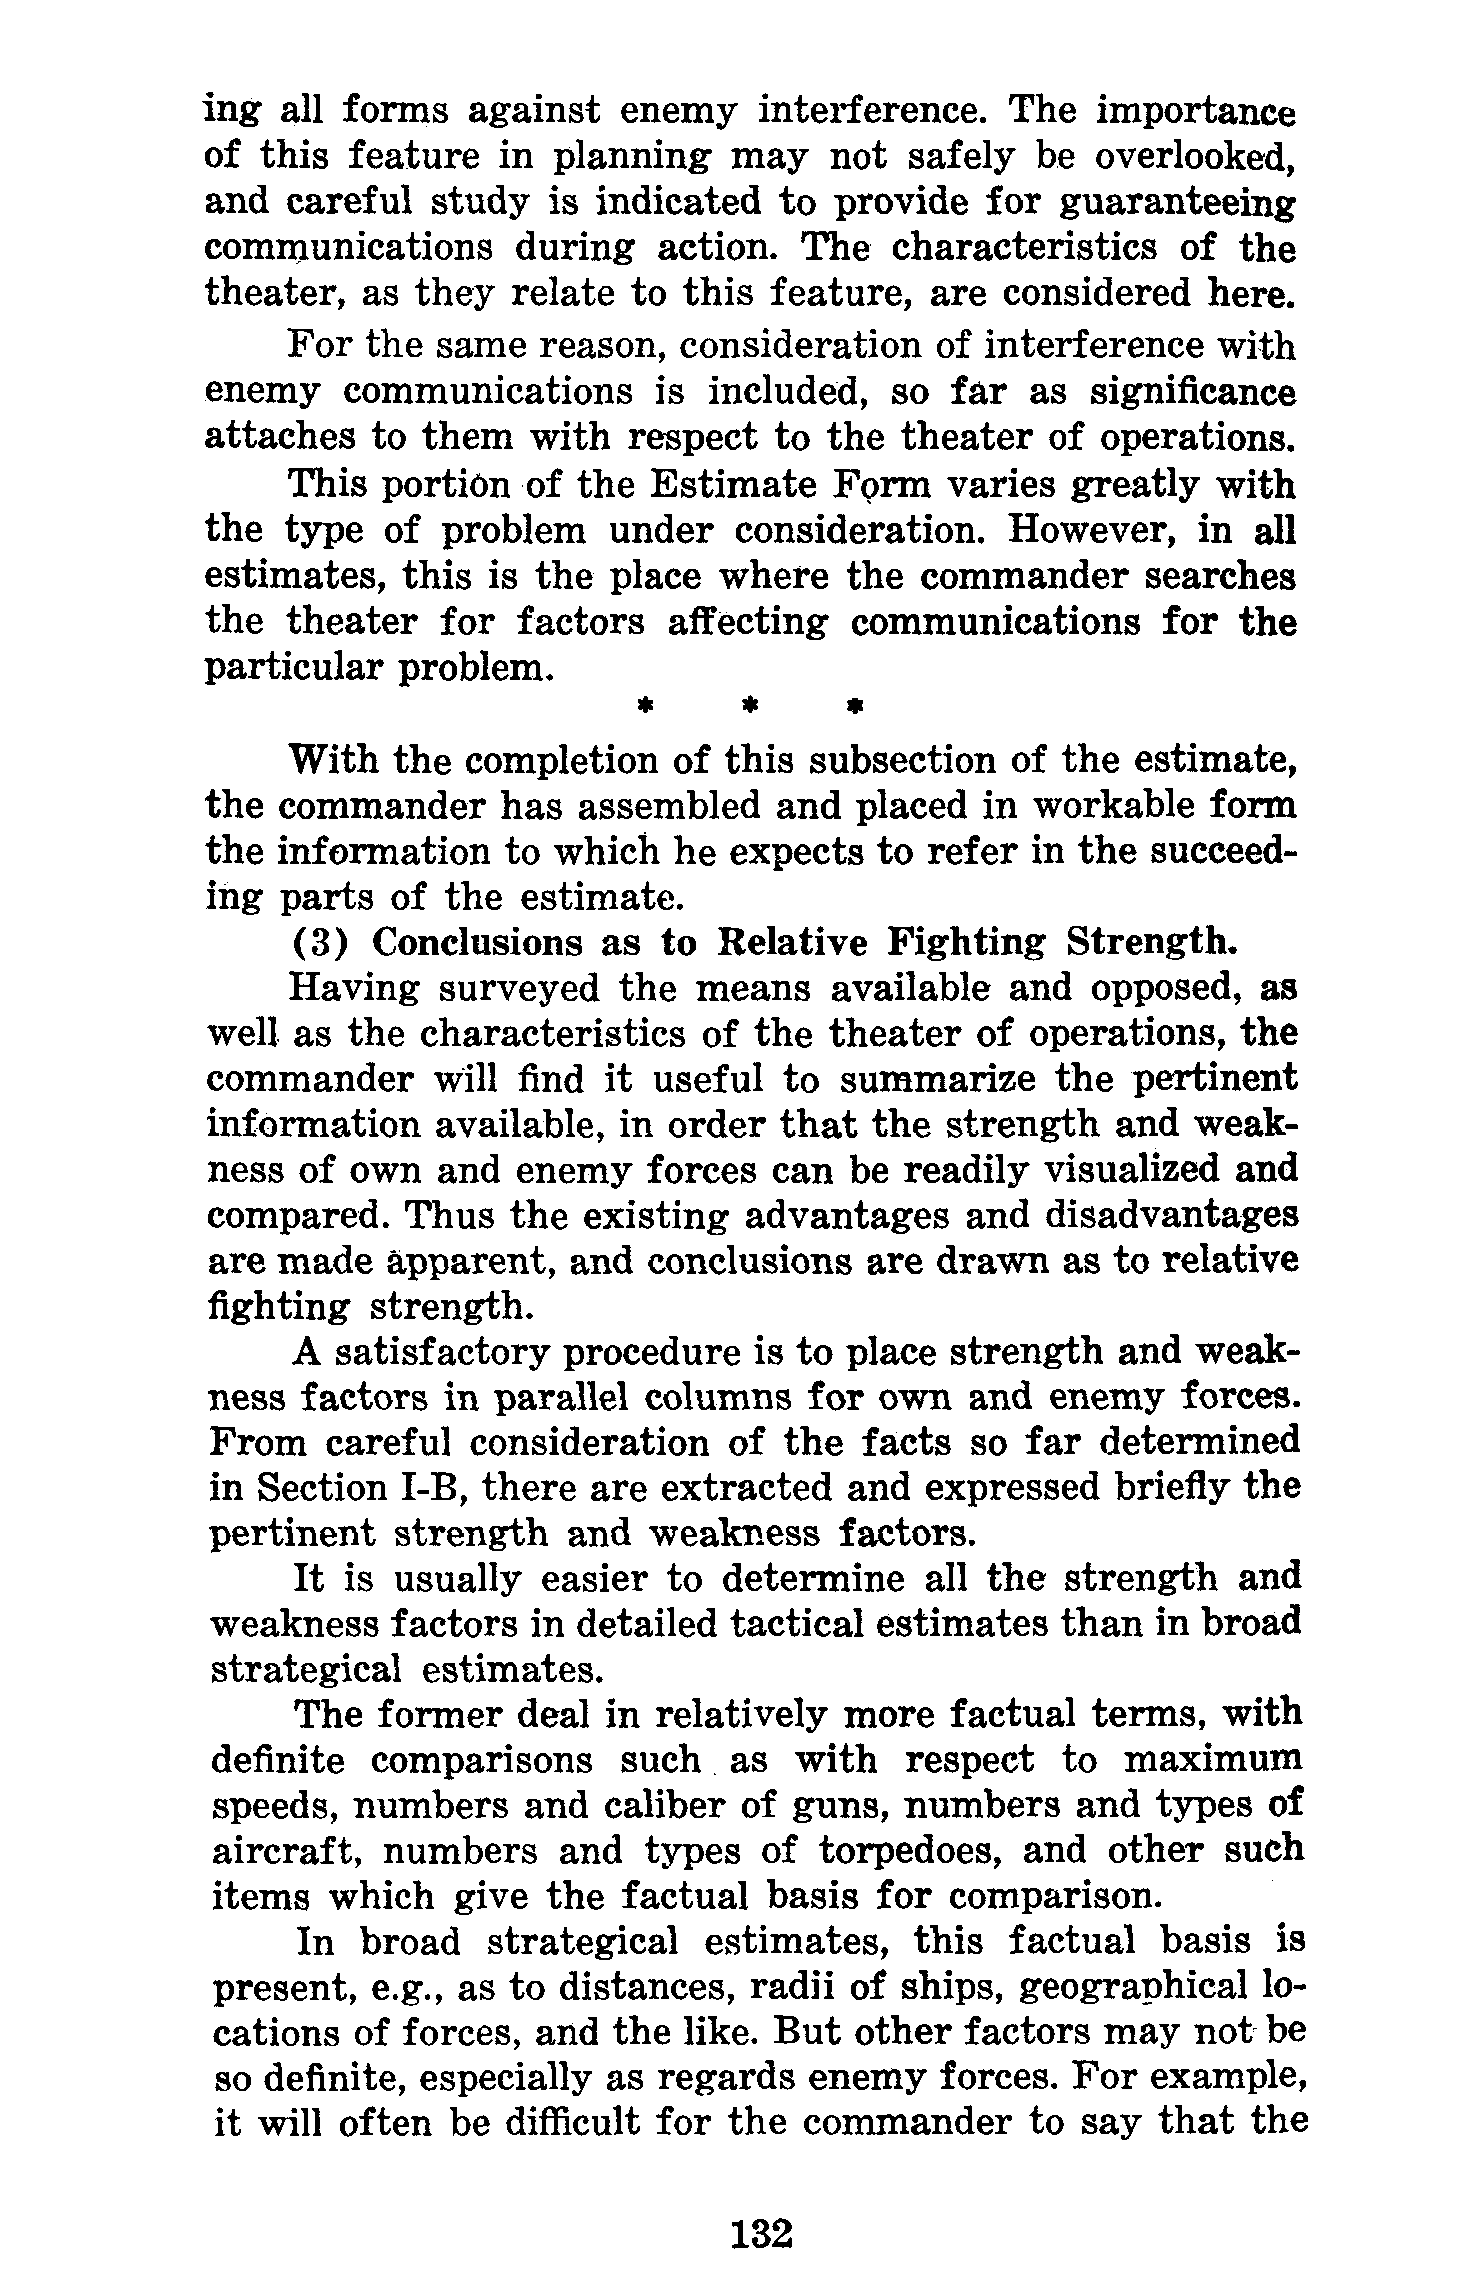 ing all forms against enemy interference. The importance
of this feature in planning may not safely be overlooked,
and careful study is indicated to provide for guaranteeing
communications during action. The characteristics of the
theater, as they relate to this feature, are considered here.
For the same reason, consideration of interference with
enemy communications is included, so far as significance
attaches to them with respect to the theater of operations.
This portion of the Estimate Form varies greatly with
the type of problem under consideration. However, in all
estimates, this is the place where the commander searches
the theater for factors affecting communications for the
particular problem.
* * *
With the completion of this subsection of the estimate,
the commander has assembled and placed in workable form
the information to which he expects to refer in the succeed-
ing parts of the estimate.
(3) Conclusions as to Relative Fighting Strength.
Having surveyed the means available and opposed, as
well as the characteristics of the theater of operations, the
commander will find it useful to summarize the pertinent
information available, in order that the strength and weak-
ness of own and enemy forces can be readily visualized and
compared. Thus the existing advantages and disadvantages
are made apparent, and conclusions are drawn as to relative
fighting strength.
A satisfactory procedure is to place strength and weak-
ness factors in parallel columns for own and enemy forces.
From careful consideration of the facts so far determined
in Section I-B, there are extracted and expressed briefly the
pertinent strength and weakness factors.
It is usually easier to determine all the strength and
weakness factors in detailed tactical estimates than in broad
strategical estimates.
The former deal in relatively more factual terms, with
definite comparisons such as with respect to maximum
speeds, numbers and caliber of guns, numbers and types of
aircraft, numbers and types of torpedoes, and other such
items which give the factual basis for comparison.
In broad strategical estimates, this factual basis is
present, e.g., as to distances, radii of ships, geographical lo-
cations of forces, and the like. But other factors may not be
so definite, especially as regards enemy forces. For example,
it will often be difficult for the commander to say that the
132